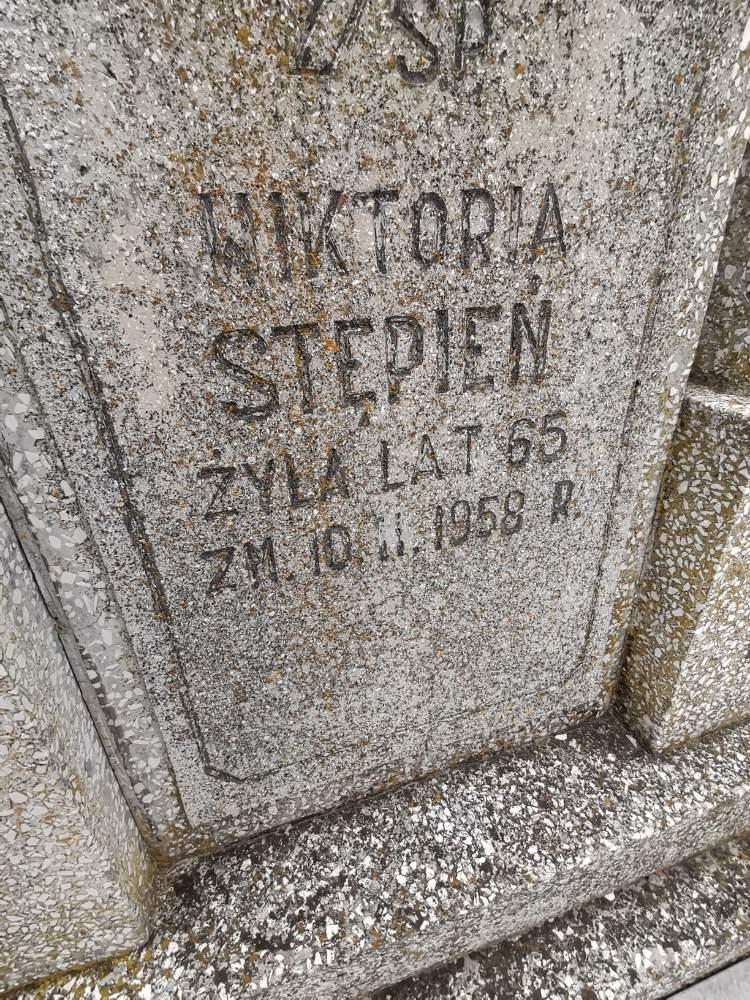 Ś.P.
WIKTORIA
STĘPIEŃ
ŻYŁA LAT 65
ZM. 10. II. 1958 R.